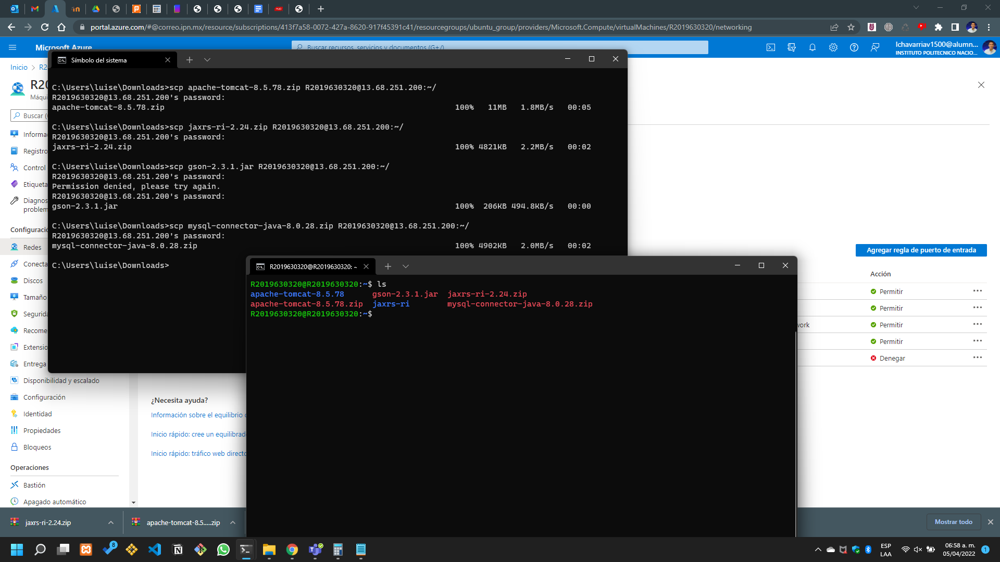 portal.azure.com/#@correo.ipn.mx/resource/subscriptions/413f7a58-0072-427a-8620-917f45391c41/resourcegroups/ubuntu_group/providers/Microsoft.Compute/virtualMachines/R2019630320/networking
Microsoft Azure
Buscar recursos, servicios y documentos (G+/)
lchavarriav1500@alumn...
INSTITUTO POLITECNICO NACIO...
Inicio > R2
R20
Máqui
Buscar (
Informa
Registro
Control
Etiqueta
Diagnos
problem
Configuració
Redes
Conecta
Discos
Tamaño
Segurida
Recome
Extensio
Entrega
Disponibilidad y escalado
Configuración
Identidad
Propiedades
Bloqueos
Operaciones
Bastión
Apagado automático
Símbolo del sistema
C:\Users\luise\Downloads>scp apache-tomcat-8.5.78.zip R2019630320@13.68.251.200:~/
R2019630320@13.68.251.200's password:
apache-tomcat-8.5.78.zip 100% 11MB 1.8MB/s 00:05
C:\Users\luise\Downloads>scp jaxrs-ri-2.24.zip R2019630320@13.68.251.200:~/
R2019630320@13.68.251.200's password:
jaxrs-ri-2.24.zip 100% 4821KB 2.2MB/s 00:02
C:\Users\luise\Downloads>scp gson-2.3.1.jar R2019630320@13.68.251.200:~/
R2019630320@13.68.251.200's password:
Permission denied, please try again.
R2019630320@13.68.251.200's password:
gson-2.3.1.jar 100% 206KB 494.8KB/s 00:00
C:\Users\luise\Downloads>scp mysql-connector-java-8.0.28.zip R2019630320@13.68.251.200:~/
R2019630320@13.68.251.200's password:
mysql-connector-java-8.0.28.zip 100% 4902KB 2.0MB/s 00:02
C:\Users\luise\Downloads>
R2019630320@R2019630320: ~
R2019630320@R2019630320:~$ ls
apache-tomcat-8.5.78 gson-2.3.1.jar jaxrs-ri-2.24.zip
apache-tomcat-8.5.78.zip jaxrs-ri mysql-connector-java-8.0.28.zip
R2019630320@R2019630320:~$
Agregar regla de puerto de entrada
Acción
Permitir
Permitir
work Permitir
Permitir
Denegar
¿Necesita ayuda?
Información sobre el equilibrio
Inicio rápido: cree un equilibrad
Inicio rápido: tráfico web directo
jaxrs-ri-2.24.zip
apache-tomcat-8.5.....zip
Mostrar todo
8
ESP
LAA
06:58 a. m.
05/04/2022
1